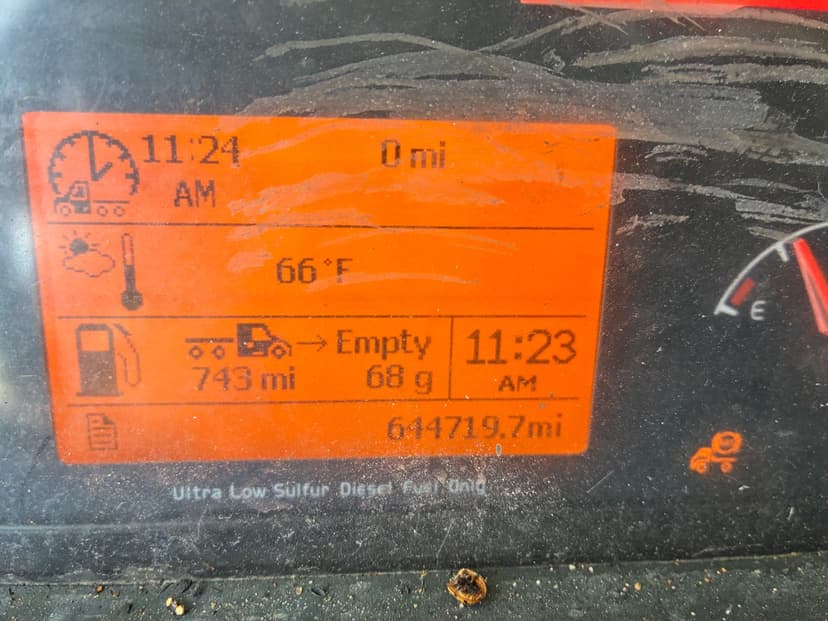 11:24 0 mi
AM
66°F
→ Empty 11:23
743 mi 68 g AM
644719.7mi
Ultra Low Sulfur Diesel Fuel Only
E